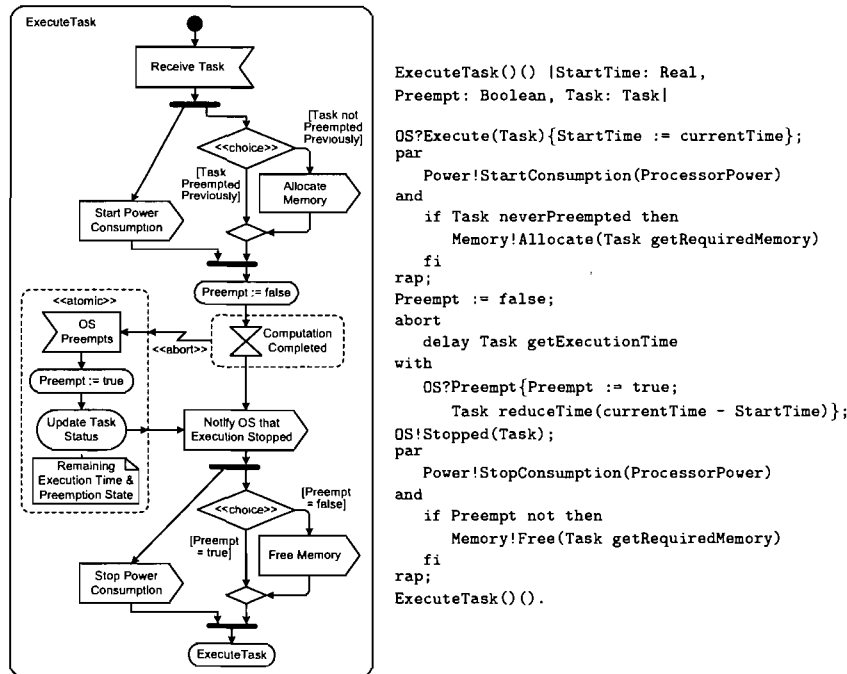 ExecuteTask
Receive Task
[Task not
Preempted
Previously]
<<choice>>
[Task
Preempted
Previously]
Allocate
Memory
Start Power
Consumption
Preempt := false
<<atomic>>
OS
Preempts
<<abort>>
Computation
Completed
Preempt := true
Update Task
Status
Notify OS that
Execution Stopped
Remaining
Execution Time &
Preemption State
[Preempt
= false]
<<choice>>
[Preempt
= true]
Free Memory
Stop Power
Consumption
ExecuteTask
ExecuteTask()() |StartTime: Real,
Preempt: Boolean, Task: Task|
OS?Execute(Task){StartTime := currentTime};
par
Power!StartConsumption(ProcessorPower)
and
if Task neverPreempted then
Memory!Allocate(Task getRequiredMemory)
fi
rap;
Preempt := false;
abort
delay Task getExecutionTime
with
OS?Preempt{Preempt := true;
Task reduceTime(currentTime - StartTime)};
OS!Stopped(Task);
par
Power!StopConsumption(ProcessorPower)
and
if Preempt not then
Memory!Free(Task getRequiredMemory)
fi
rap;
ExecuteTask()().